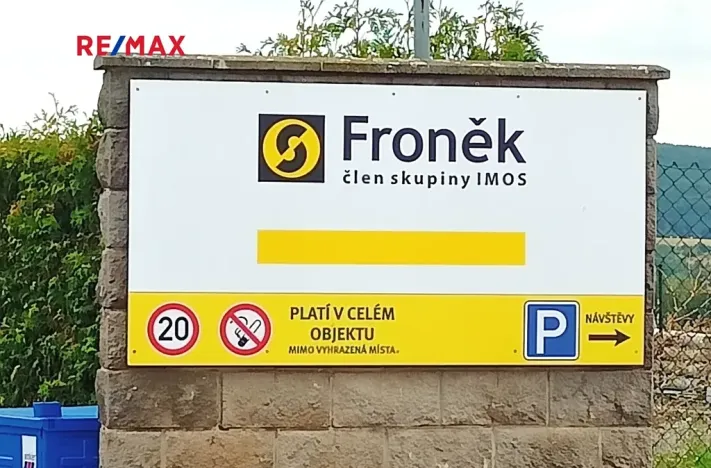 RE/MAX
Froněk
člen skupiny IMOS
20
PLATÍ V CELÉM
OBJEKTU
MIMO VYHRAZENÁ MÍSTA
P
NÁVŠTĚVY